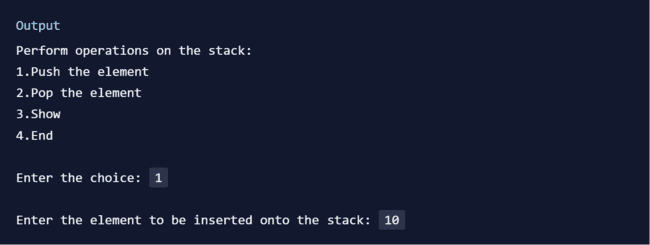 Output
Perform operations on the stack:
1.Push the element
2.Pop the element
3.Show
4.End
Enter the choice: 1
Enter the element to be inserted onto the stack: 10